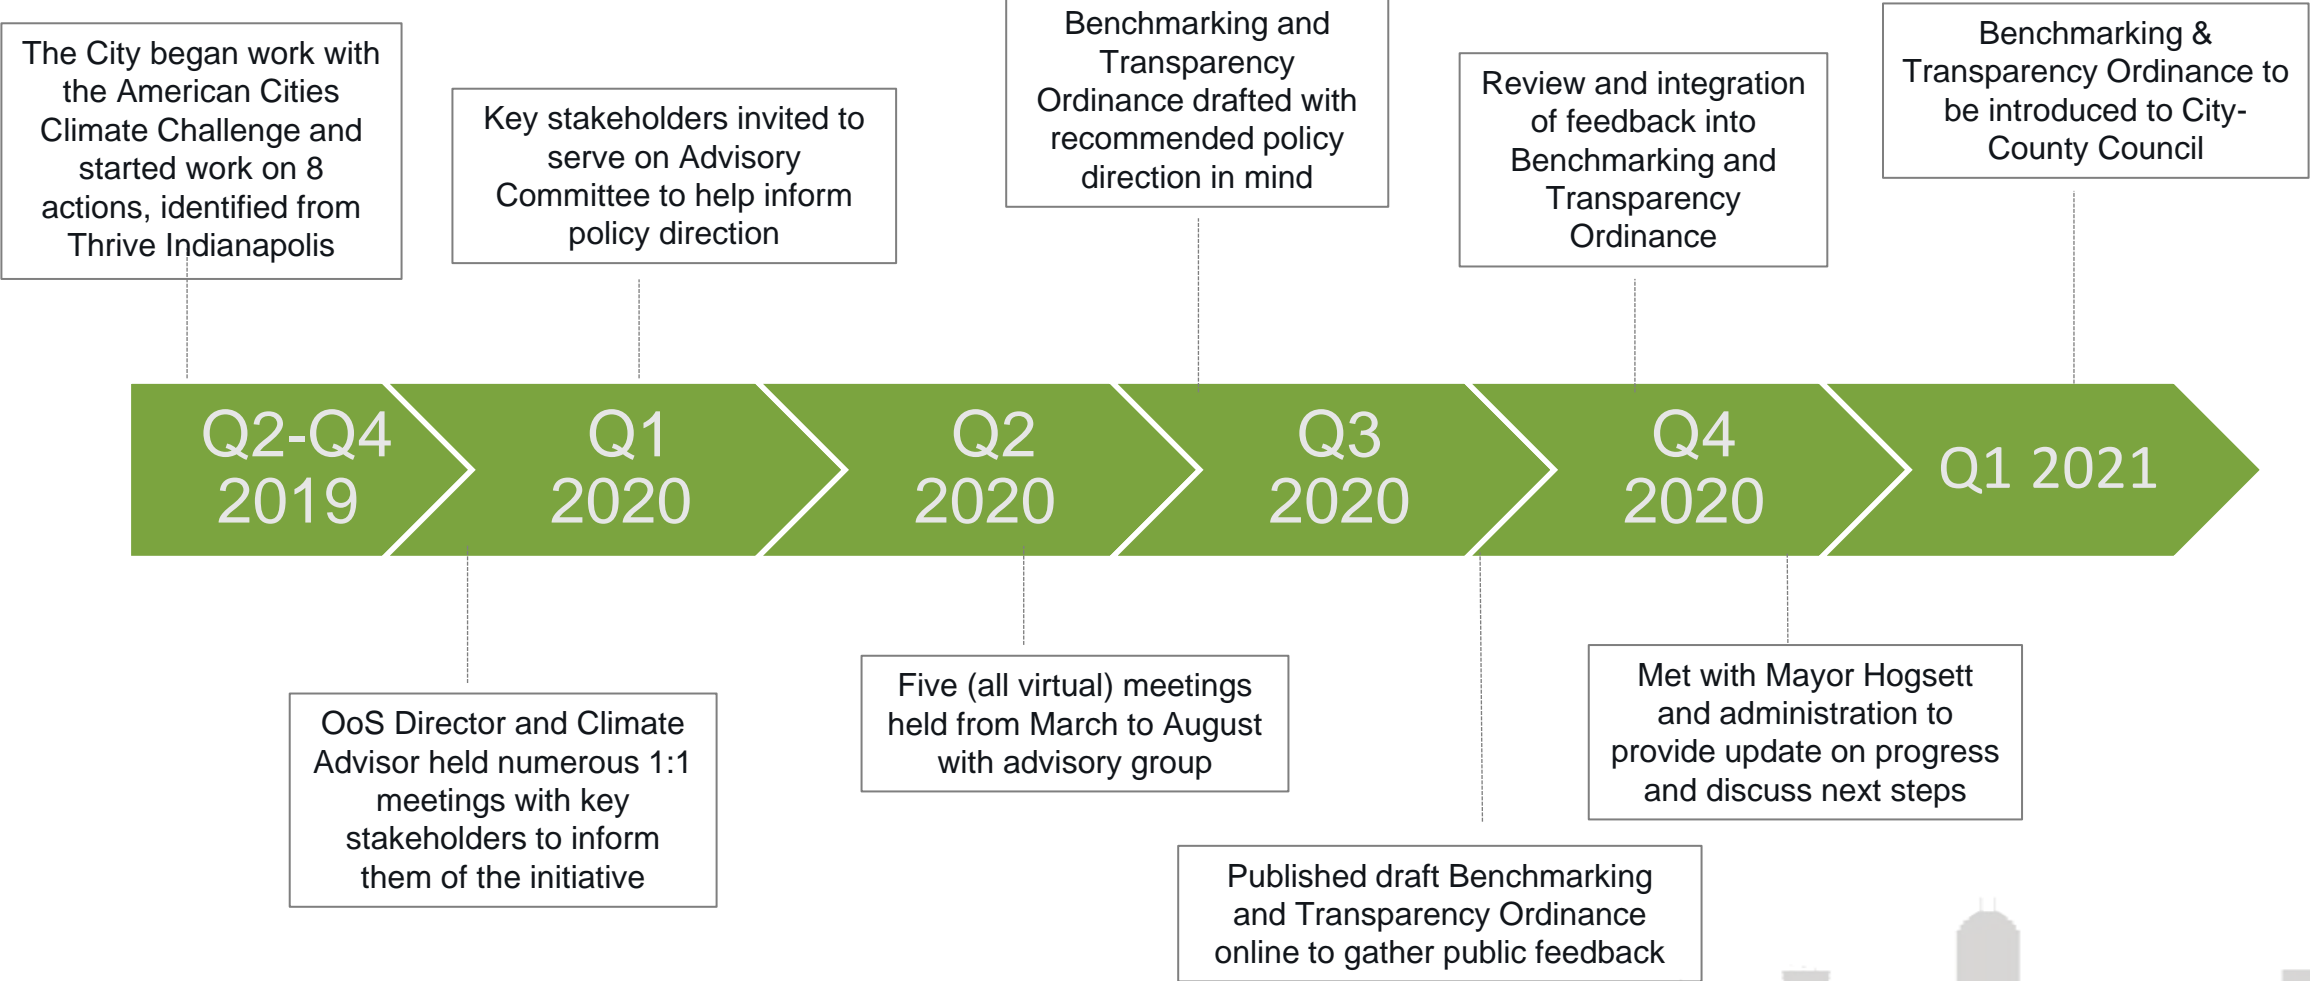 The City began work with
the American Cities
Climate Challenge and
started work on 8
actions, identified from
Thrive Indianapolis
Key stakeholders invited to
serve on Advisory
Committee to help inform
policy direction
Benchmarking and
Transparency
Ordinance drafted with
recommended policy
direction in mind
Review and integration
of feedback into
Benchmarking and
Transparency
Ordinance
Benchmarking &
Transparency Ordinance to
be introduced to City-
County Council
Q2-Q4
2019
Q1
2020
Q2
2020
Q3
2020
Q4
2020
Q1 2021
OoS Director and Climate
Advisor held numerous 1:1
meetings with key
stakeholders to inform
them of the initiative
Five (all virtual) meetings
held from March to August
with advisory group
Published draft Benchmarking
and Transparency Ordinance
online to gather public feedback
Met with Mayor Hogsett
and administration to
provide update on progress
and discuss next steps